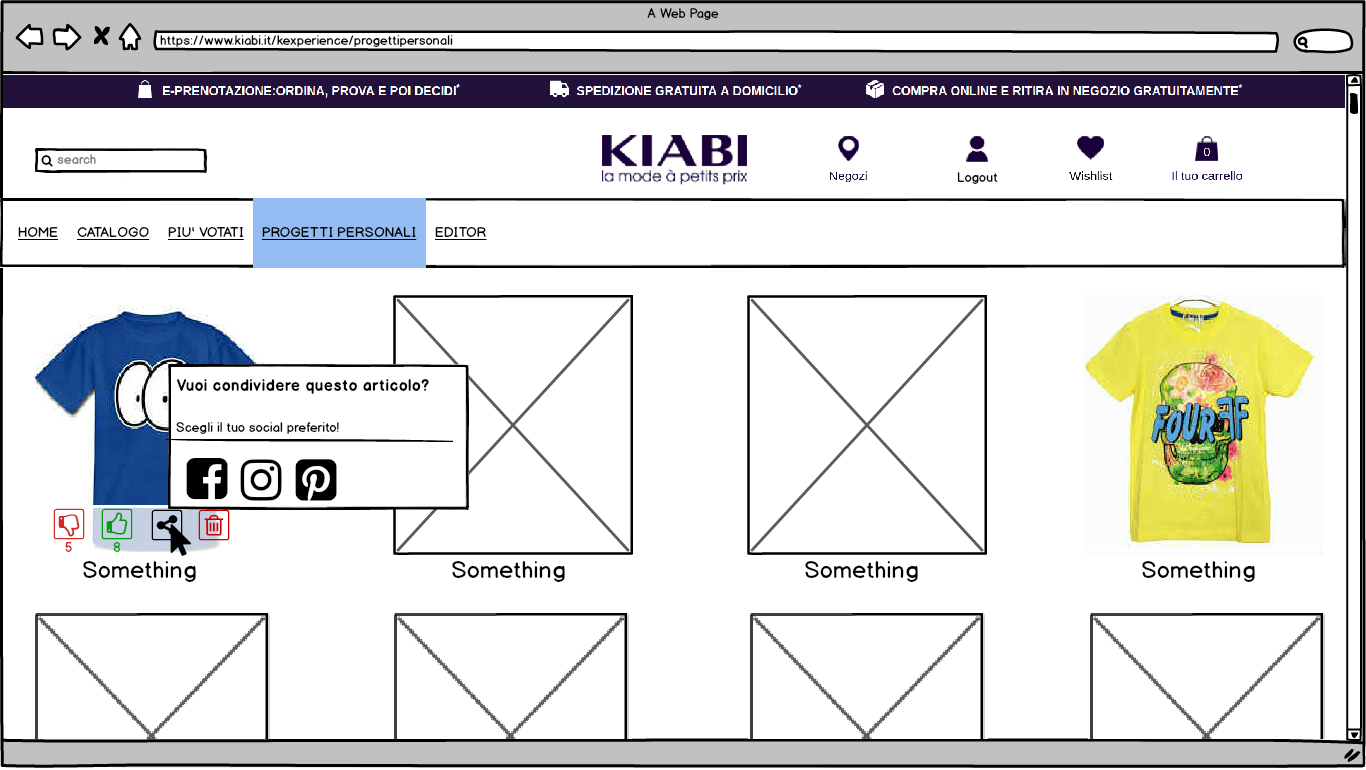 A Web Page
https://www.kiabi.it/kexperience/progettipersonali
E-PRENOTAZIONE:ORDINA, PROVA E POI DECIDI*
SPEDIZIONE GRATUITA A DOMICILIO*
COMPRA ONLINE E RITIRA IN NEGOZIO GRATUITAMENTE*
search
KIABI
la mode à petits prix
Negozi
Logout
Wishlist
0
Il tuo carrello
HOME
CATALOGO
PIU' VOTATI
PROGETTI PERSONALI
EDITOR
Vuoi condividere questo articolo?
Scegli il tuo social preferito!
FOUR
5
8
Something
Something
Something
Something